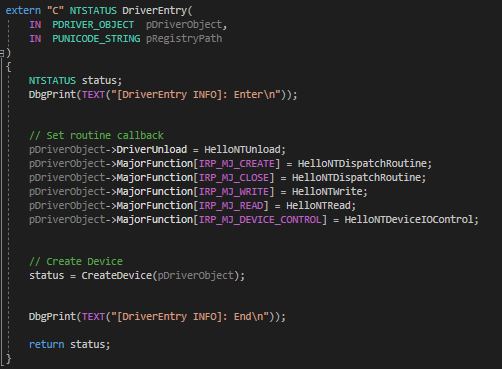 extern "C" NTSTATUS DriverEntry(
IN PDRIVER_OBJECT pDriverObject,
IN PUNICODE_STRING pRegistryPath
)
{
NTSTATUS status;
DbgPrint(TEXT("[DriverEntry INFO]: Enter\n"));
// Set routine callback
pDriverObject->DriverUnload = HelloNTUnload;
pDriverObject->MajorFunction[IRP_MJ_CREATE] = HelloNTDispatchRoutine;
pDriverObject->MajorFunction[IRP_MJ_CLOSE] = HelloNTDispatchRoutine;
pDriverObject->MajorFunction[IRP_MJ_WRITE] = HelloNTWrite;
pDriverObject->MajorFunction[IRP_MJ_READ] = HelloNTRead;
pDriverObject->MajorFunction[IRP_MJ_DEVICE_CONTROL] = HelloNTDeviceIOControl;
// Create Device
status = CreateDevice(pDriverObject);
DbgPrint(TEXT("[DriverEntry INFO]: End\n"));
return status;
}